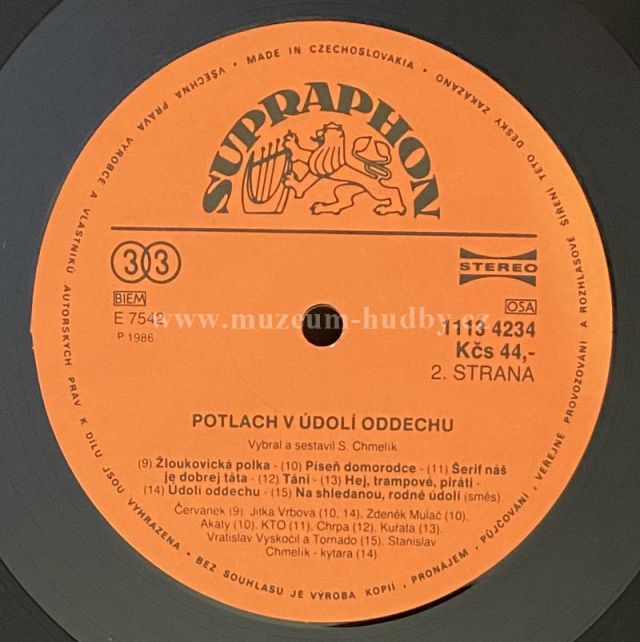 VŠECHNA PRÁVA VÝROBCE A VLASTNÍKŮ AUTORSKÝCH PRÁV K DÍLU JSOU VYHRAZENA • BEZ SOUHLASU JE VÝROBA KOPIÍ, PRONÁJEM, PŮJČOVÁNÍ, VEŘEJNÉ PROVOZOVÁNÍ A ROZHLASOVÉ ŠÍŘENÍ TÉTO DESKY ZAKÁZÁNO • MADE IN CZECHOSLOVAKIA •
SUPRAPHON
33
STEREO
BIEM
OSA
E 7542
1113 4234
www.muzeum-hudby.cz
P 1986
Kčs 44,-
2. STRANA
POTLACH V ÚDOLÍ ODDECHU
Vybral a sestavil S. Chmelík
(9) Žloukovická polka - (10) Píseň domorodce - (11) Šerif náš
je dobrej táta - (12) Táni - (13) Hej, trampové, piráti -
(14) Údolí oddechu - (15) Na shledanou, rodné údolí (směs)
Červánek (9). Jitka Vrbová (10, 14). Zdeněk Mulač (10).
Akáty (10). KTO (11). Chrpa (12). Kuřata (13).
Vratislav Vyskočil a Tornádo (15). Stanislav
Chmelík - kytara (14)